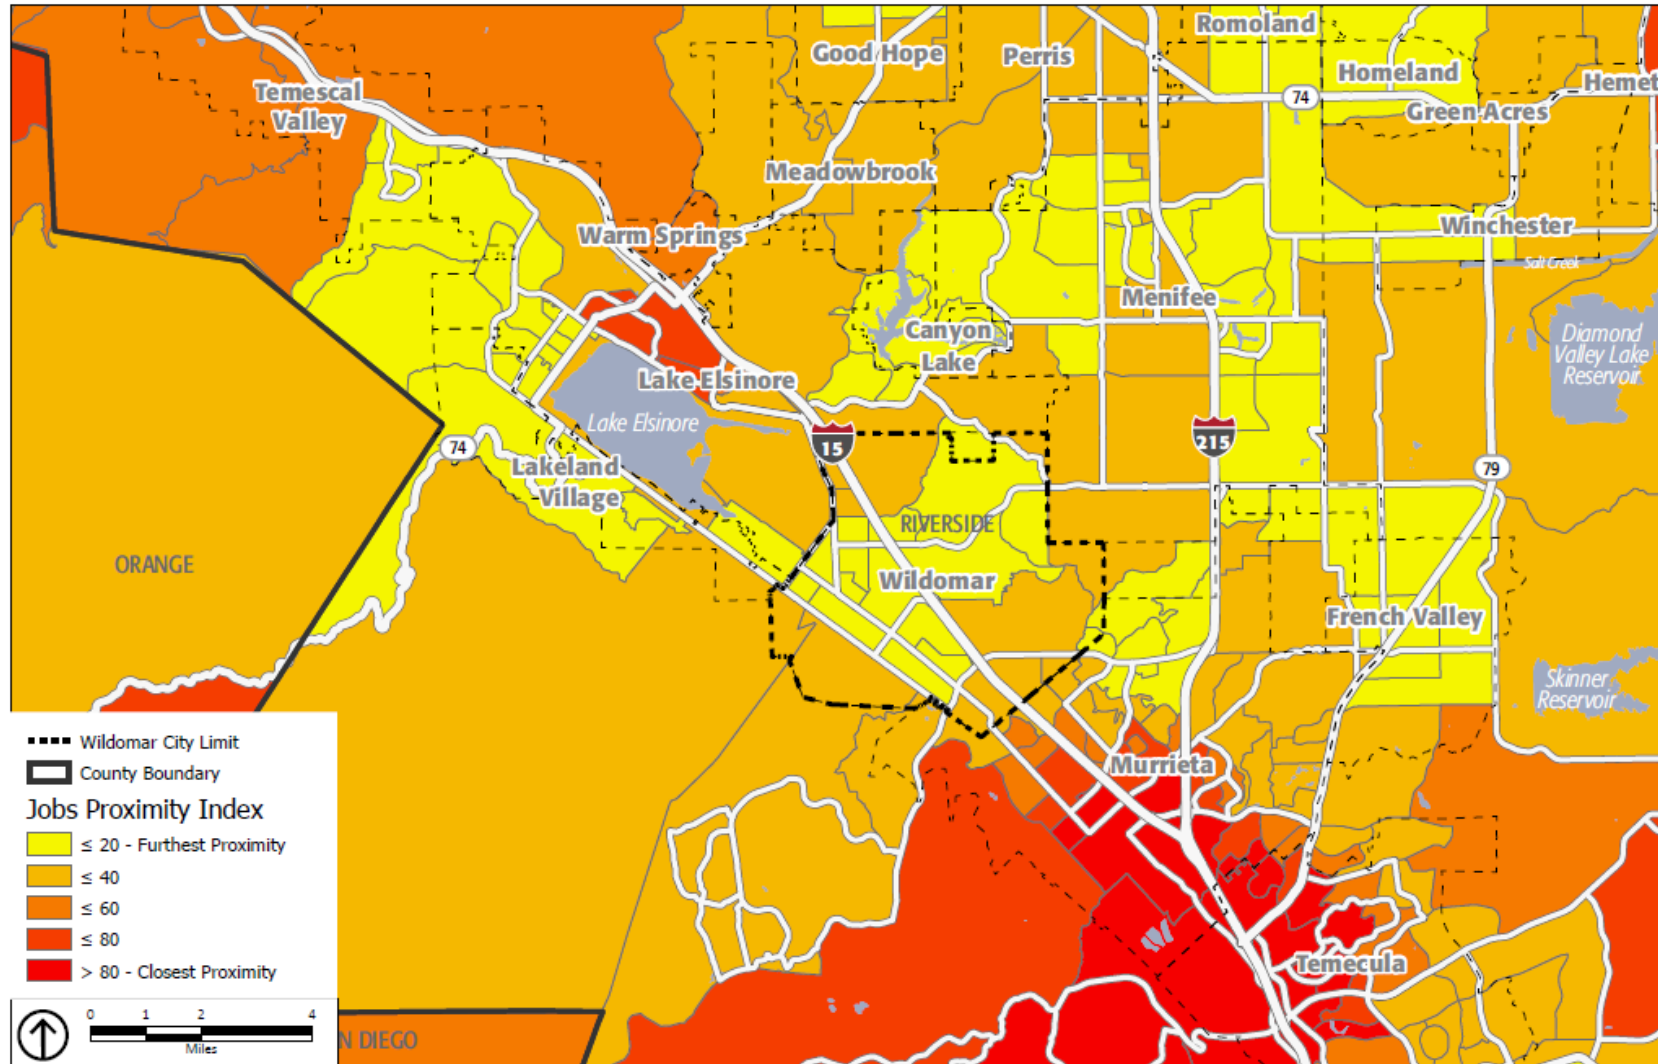 Romoland
Good Hope
Perris
Homeland
Hemet
Temescal
Valley
74
Green Acres
Meadowbrook
Warm Springs
Winchester
Salt Creek
Menifee
Canyon
Lake
Diamond
Valley Lake
Reservoir
Lake Elsinore
Lake Elsinore
15
215
74
79
Lakeland
Village
RIVERSIDE
ORANGE
Wildomar
French Valley
Skinner
Reservoir
Murrieta
Temecula
Wildomar City Limit
County Boundary
Jobs Proximity Index
≤ 20 - Furthest Proximity
≤ 40
≤ 60
≤ 80
> 80 - Closest Proximity
0 1 2 4
Miles
N DIEGO